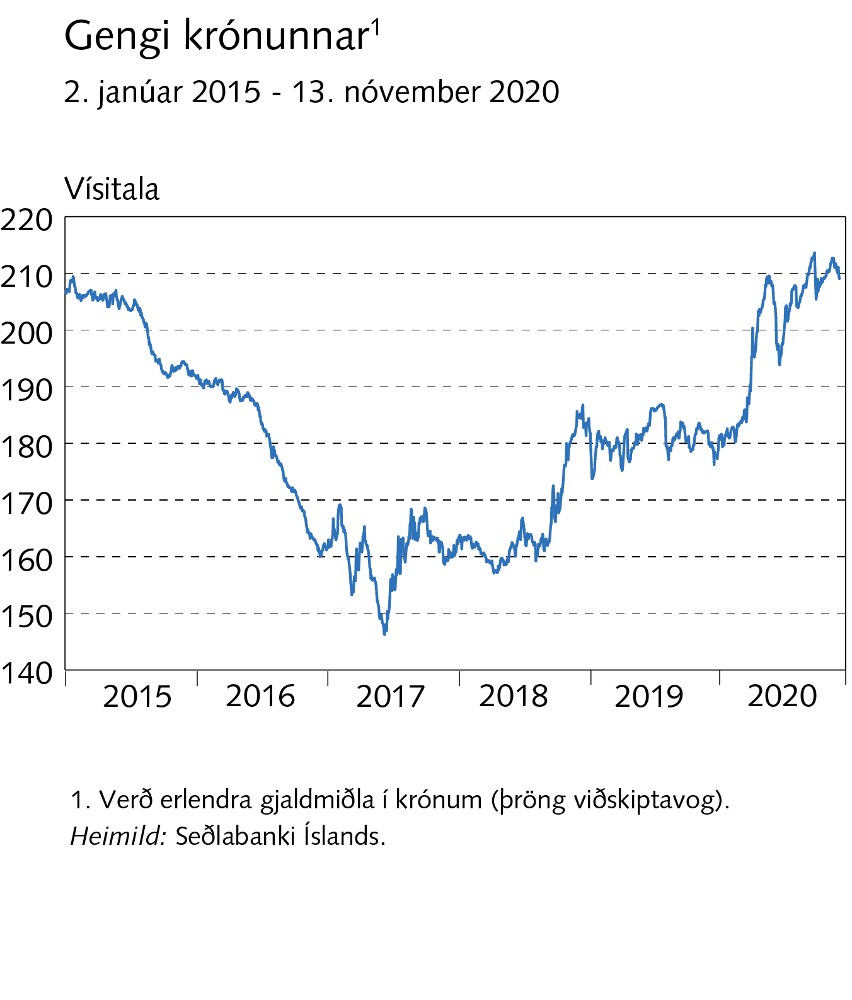 Gengi krónunnar¹
2. janúar 2015 - 13. nóvember 2020
Vísitala
220
210
200
190
180
170
160
150
140
2015 2016 2017 2018 2019 2020
1. Verð erlendra gjaldmiðla í krónum (þröng viðskiptavog).
Heimild: Seðlabanki Íslands.